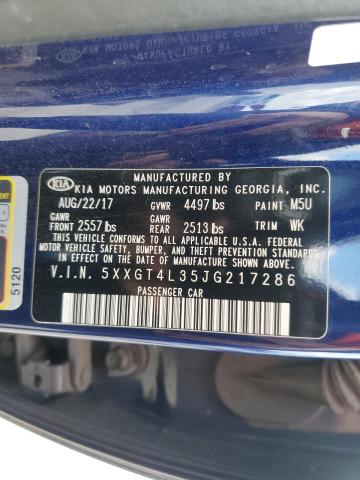 MANUFACTURED BY
KIA KIA MOTORS MANUFACTURING GEORGIA, INC.
AUG/22/17 GVWR 4497 lbs PAINT M5U
GAWR FRONT 2557 lbs GAWR REAR 2513 lbs TRIM WK
THIS VEHICLE CONFORMS TO ALL APPLICABLE U.S.A. FEDERAL
MOTOR VEHICLE SAFETY, BUMPER, AND THEFT PREVENTION
STANDARDS IN EFFECT ON THE DATE OF MANUFACTURE SHOWN ABOVE.
V.I.N. 5XXGT4L35JG217286
PASSENGER CAR
5120